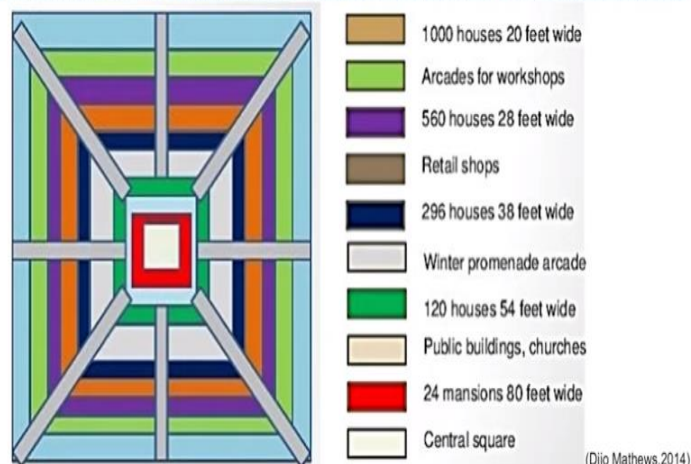 1000 houses 20 feet wide
Arcades for workshops
560 houses 28 feet wide
Retail shops
296 houses 38 feet wide
Winter promenade arcade
120 houses 54 feet wide
Public buildings, churches
24 mansions 80 feet wide
Central square
(Dijo Mathews,2014)